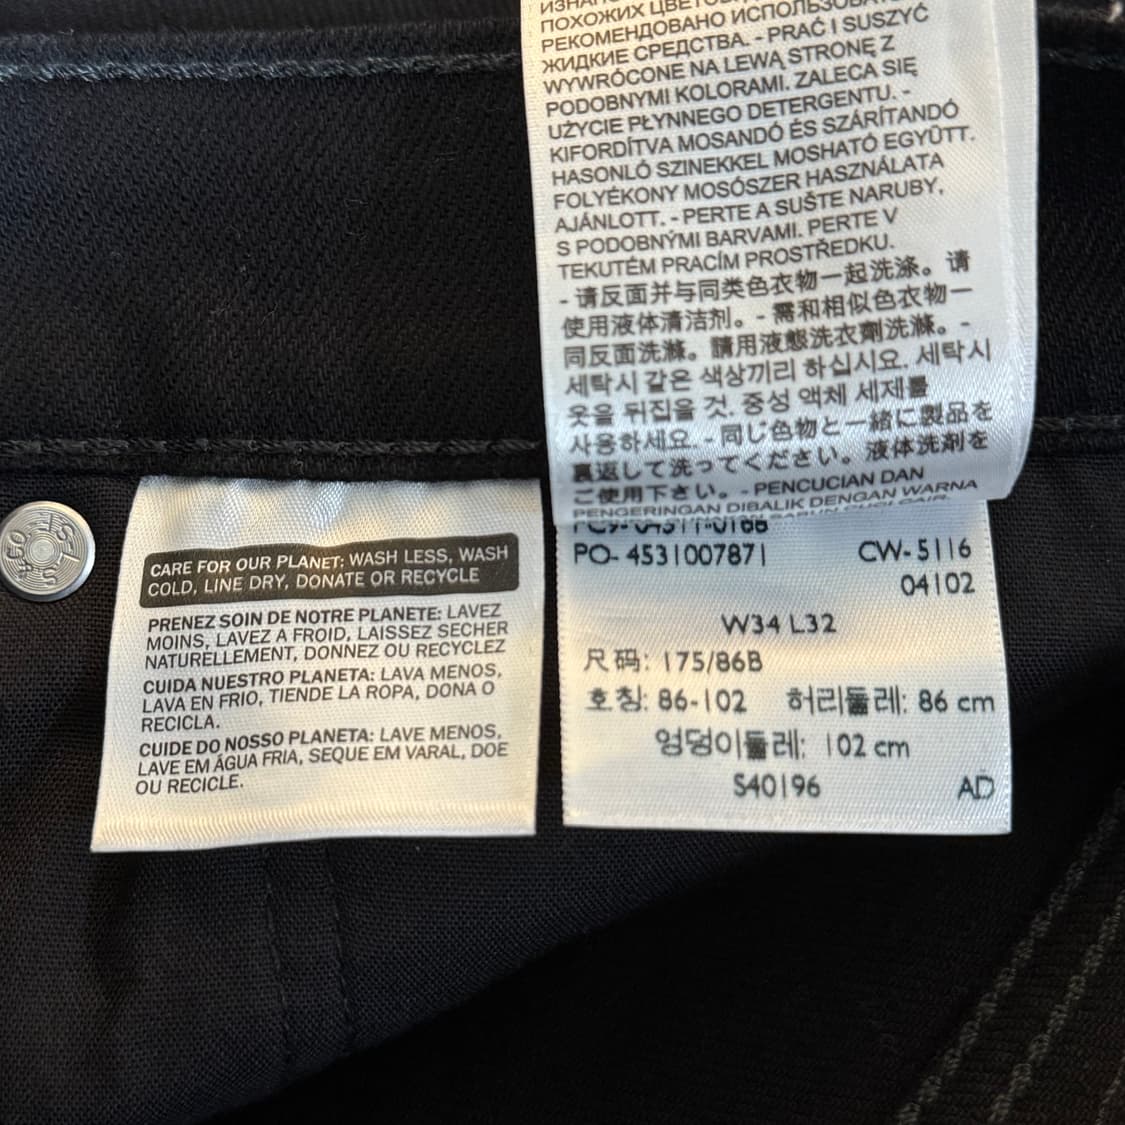 ПОХОЖИХ
РЕКОМЕНДОВАНО ИСПОЛЬЗОВАТЬ
ЖИДКИЕ СРЕДСТВА. - PRAĆ I SUSZYĆ
WYWRÓCONE NA LEWĄ STRONĘ Z
PODOBNYMI KOLORAMI. ZALECA SIĘ
UŻYCIE PŁYNNEGO DETERGENTU. -
KIFORDÍTVA MOSANDÓ ÉS SZÁRÍTANDÓ
HASONLÓ SZINEKKEL MOSHATÓ EGYÜTT.
FOLYÉKONY MOSÓSZER HASZNÁLATA
AJÁNLOTT. - PERTE A SUŠTE NARUBY,
S PODOBNÝMI BARVAMI. PERTE V
TEKUTÉM PRACÍM PROSTŘEDKU.
- 请反面并与同类色衣物一起洗涤。请
使用液体清洁剂。- 需和相似色衣物一
同反面洗滌。請用液態洗衣劑洗滌。-
세탁시 같은 색상끼리 하십시요. 세탁시
옷을 뒤집을 것. 중성 액체 세제를
사용하세요. - 同じ色物と一緒に製品を
裏返して洗ってください。液体洗剤を
ご使用下さい。- PENCUCIAN DAN
PENGERINGAN DIBALIK DENGAN WARNA
PO- 4531007871 CW- 5116
04102
W34 L32
尺码: 175/86B
호칭: 86-102 허리둘레: 86 cm
엉덩이둘레: 102 cm
S40196 AD
CARE FOR OUR PLANET: WASH LESS, WASH
COLD, LINE DRY, DONATE OR RECYCLE
PRENEZ SOIN DE NOTRE PLANETE: LAVEZ
MOINS, LAVEZ A FROID, LAISSEZ SECHER
NATURELLEMENT, DONNEZ OU RECYCLEZ
CUIDA NUESTRO PLANETA: LAVA MENOS,
LAVA EN FRIO, TIENDE LA ROPA, DONA O
RECICLA.
CUIDE DO NOSSO PLANETA: LAVE MENOS,
LAVE EM ÁGUA FRIA, SEQUE EM VARAL, DOE
OU RECICLE.